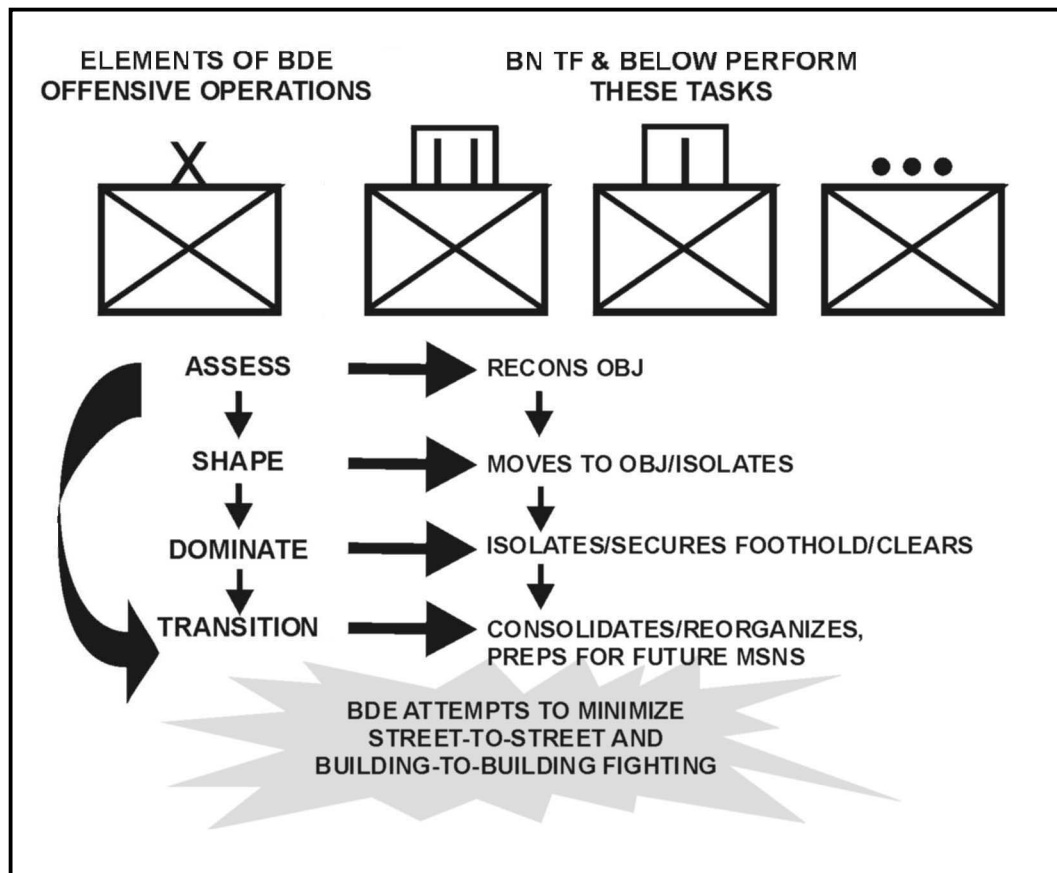 ELEMENTS OF BDE
OFFENSIVE OPERATIONS
BN TF & BELOW PERFORM
THESE TASKS
X
ASSESS
RECONS OBJ
SHAPE
MOVES TO OBJ/ISOLATES
DOMINATE
ISOLATES/SECURES FOOTHOLD/CLEARS
TRANSITION
CONSOLIDATES/REORGANIZES,
PREPS FOR FUTURE MSNS
BDE ATTEMPTS TO MINIMIZE
STREET-TO-STREET AND
BUILDING-TO-BUILDING FIGHTING